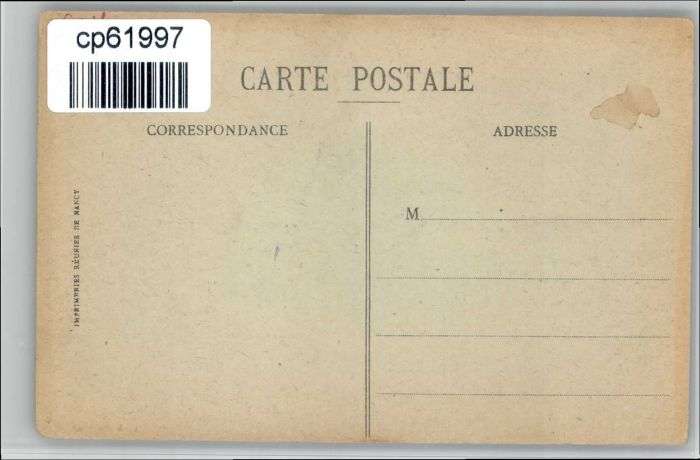 cp61997
CARTE POSTALE
CORRESPONDANCE
ADRESSE
M
IMPRIMERIES RÉUNIES DE NANCY